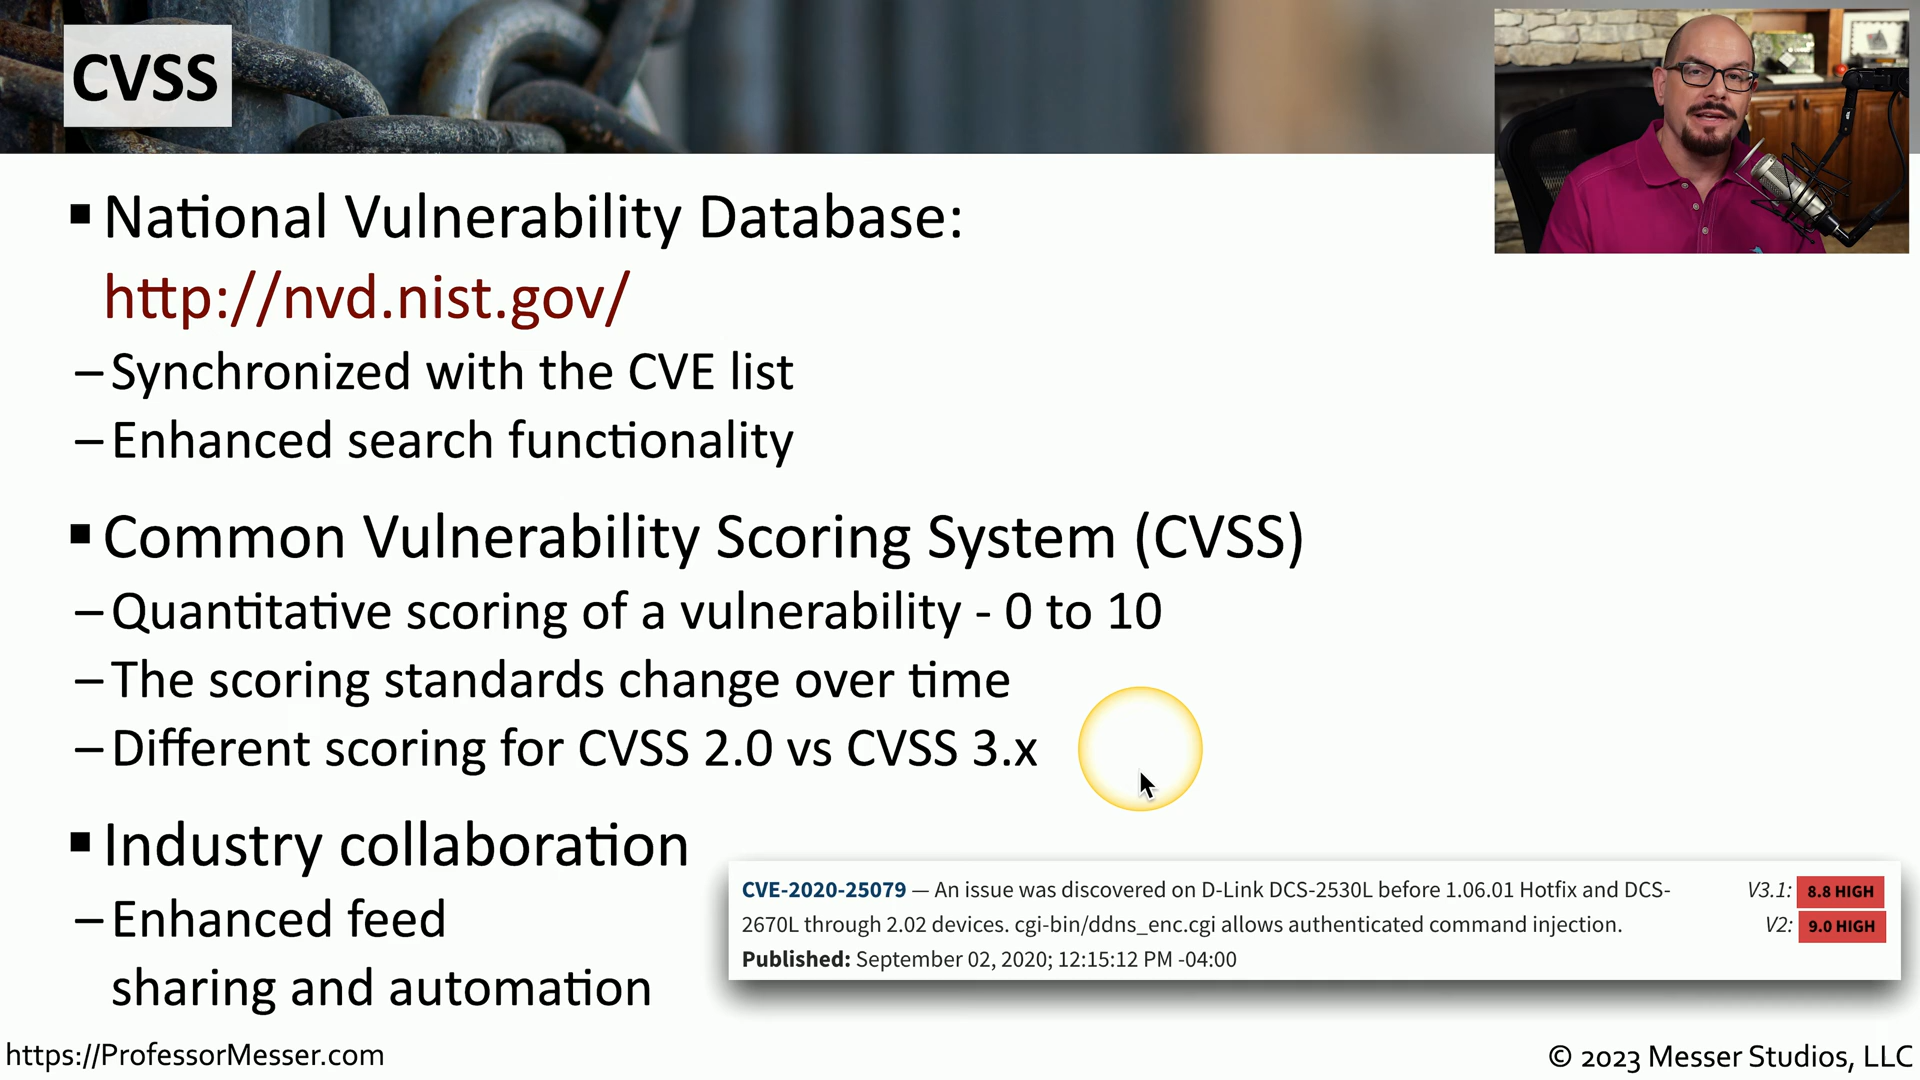 CVSS
▪ National Vulnerability Database:
http://nvd.nist.gov/
– Synchronized with the CVE list
– Enhanced search functionality
▪ Common Vulnerability Scoring System (CVSS)
– Quantitative scoring of a vulnerability - 0 to 10
– The scoring standards change over time
– Different scoring for CVSS 2.0 vs CVSS 3.x
▪ Industry collaboration
– Enhanced feed
sharing and automation
CVE-2020-25079 — An issue was discovered on D-Link DCS-2530L before 1.06.01 Hotfix and DCS-
2670L through 2.02 devices. cgi-bin/ddns_enc.cgi allows authenticated command injection.
Published: September 02, 2020; 12:15:12 PM -04:00
V3.1: 8.8 HIGH
V2: 9.0 HIGH
https://ProfessorMesser.com
© 2023 Messer Studios, LLC